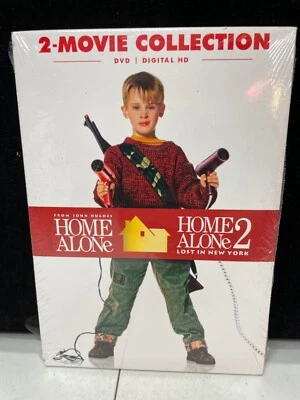 2-MOVIE COLLECTION
DVD | DIGITAL HD
FROM JOHN HUGHES
HOME
ALONe
HOME
ALONe 2
LOST IN NEW YORK